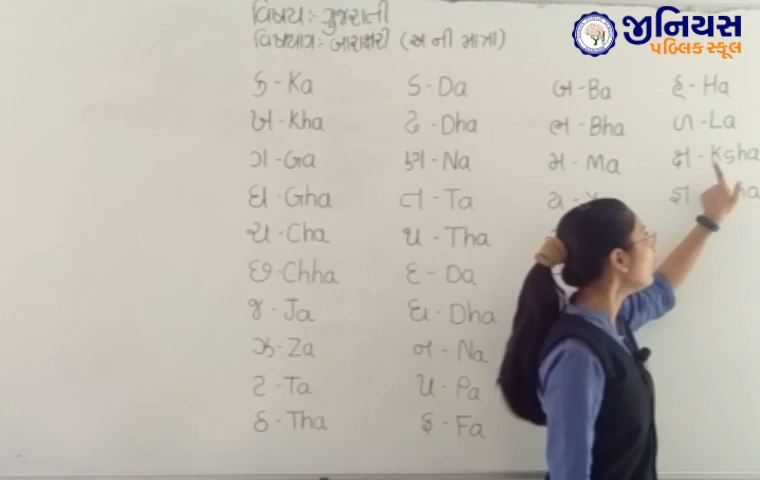 વિષય:- ગુજરાતી
વિષયાંગ:- બારાક્ષરી (અ ની માત્રા)
જીનિયસ
પબ્લિક સ્કૂલ
ક - Ka
ખ - Kha
ગ - Ga
ઘ - Gha
ચ - Cha
છ - Chha
જ - Ja
ઝ - Za
ટ - Ta
ઠ - Tha
ડ - Da
ઢ - Dha
ણ - Na
ત - Ta
થ - Tha
દ - Da
ધ - Dha
ન - Na
પ - Pa
ફ - Fa
બ - Ba
ભ - Bha
મ - Ma
ય -
હ - Ha
ળ - La
ક્ષ - Ksha
જ્ઞ